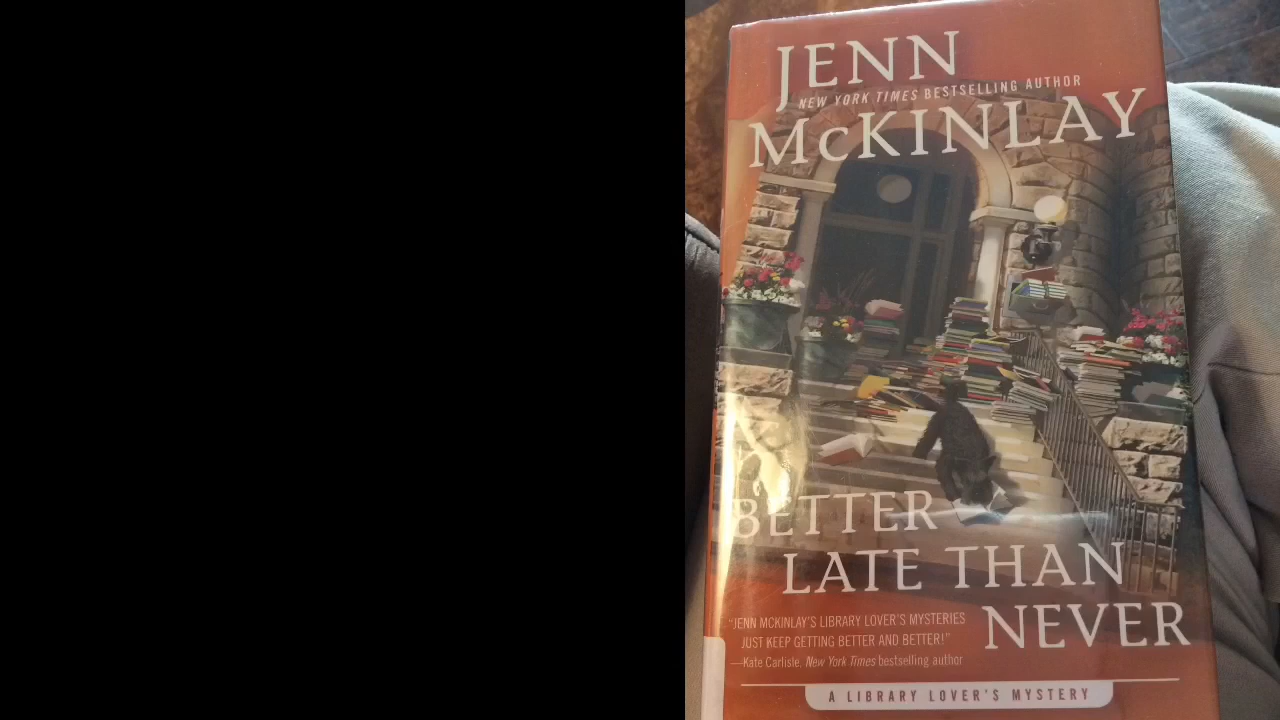 JENN
NEW YORK TIMES BESTSELLING AUTHOR
McKINLAY
BETTER
LATE THAN
NEVER
"JENN MCKINLAY'S LIBRARY LOVER'S MYSTERIES
JUST KEEP GETTING BETTER AND BETTER!"
—Kate Carlisle, New York Times bestselling author
A LIBRARY LOVER'S MYSTERY